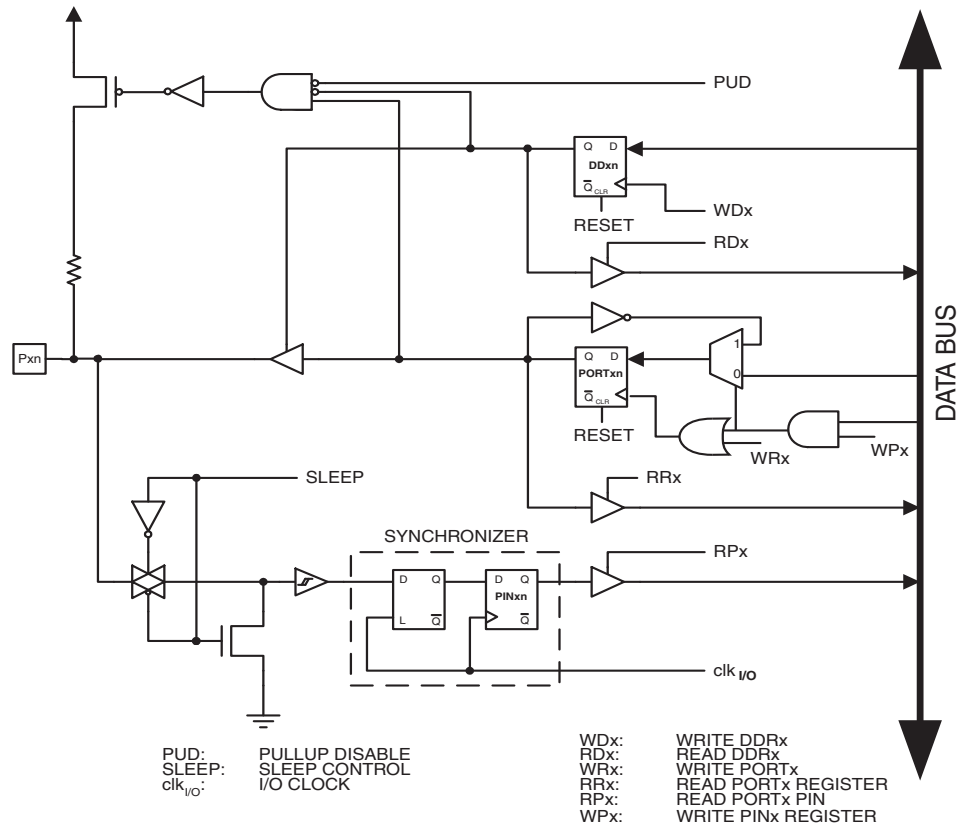 PUD
Q D
DDxn
Q CLR
WDx
RESET
RDx
Pxn
1
Q D
PORTxn
0
Q CLR
RESET
WRx
WPx
DATA BUS
SLEEP
RRx
SYNCHRONIZER
RPx
D Q
L Q
D Q
PINxn
Q
clk I/O
PUD: PULLUP DISABLE
SLEEP: SLEEP CONTROL
clkI/O: I/O CLOCK
WDx: WRITE DDRx
RDx: READ DDRx
WRx: WRITE PORTx
RRx: READ PORTx REGISTER
RPx: READ PORTx PIN
WPx: WRITE PINx REGISTER